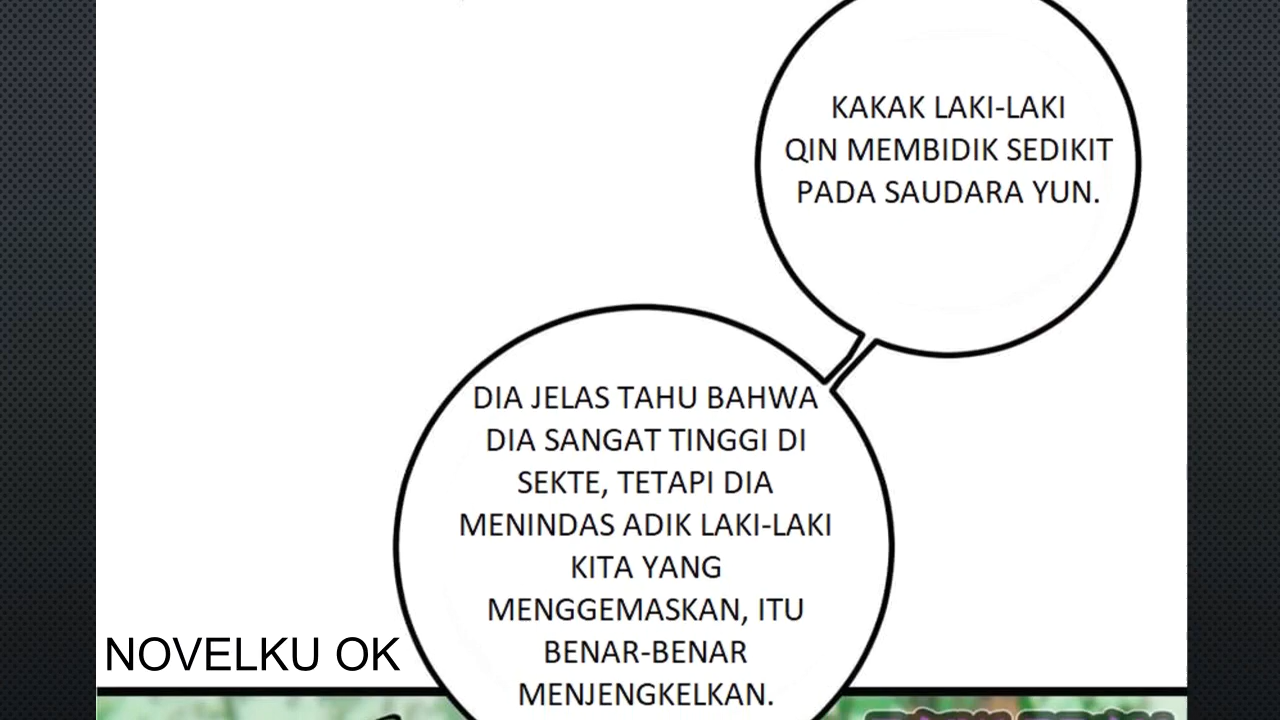 KAKAK LAKI-LAKI
QIN MEMBIDIK SEDIKIT
PADA SAUDARA YUN.
DIA JELAS TAHU BAHWA
DIA SANGAT TINGGI DI
SEKTE, TETAPI DIA
MENINDAS ADIK LAKI-LAKI
KITA YANG
MENGGEMASKAN, ITU
BENAR-BENAR
MENJENGKELKAN.
NOVELKU OK